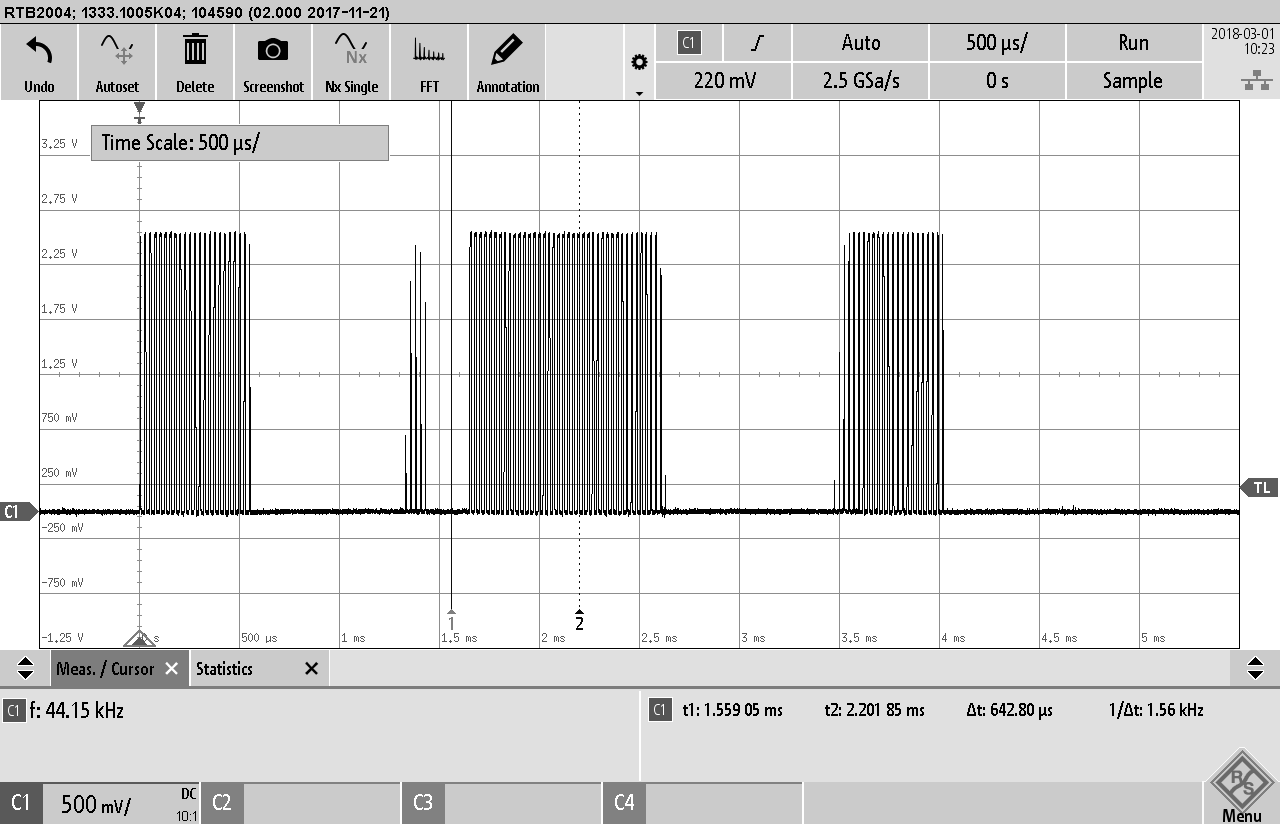 RTB2004; 1333.1005K04; 104590 (02.000 2017-11-21)
Undo
Autoset
Delete
Screenshot
Nx
Nx Single
FFT
Annotation
C1
Auto
500 µs/
Run
220 mV
2.5 GSa/s
0 s
Sample
2018-03-01
10:23
Time Scale: 500 µs/
3.25 V
2.75 V
2.25 V
1.75 V
1.25 V
750 mV
250 mV
C1
TL
-250 mV
-750 mV
1
2
-1.25 V
0 s
500 µs
1 ms
1.5 ms
2 ms
2.5 ms
3 ms
3.5 ms
4 ms
4.5 ms
5 ms
Meas. / Cursor
Statistics
C1 f: 44.15 kHz
C1 t1: 1.559 05 ms t2: 2.201 85 ms Δt: 642.80 µs 1/Δt: 1.56 kHz
C1
500 mV/
DC
10:1
C2
C3
C4
R S
Menu